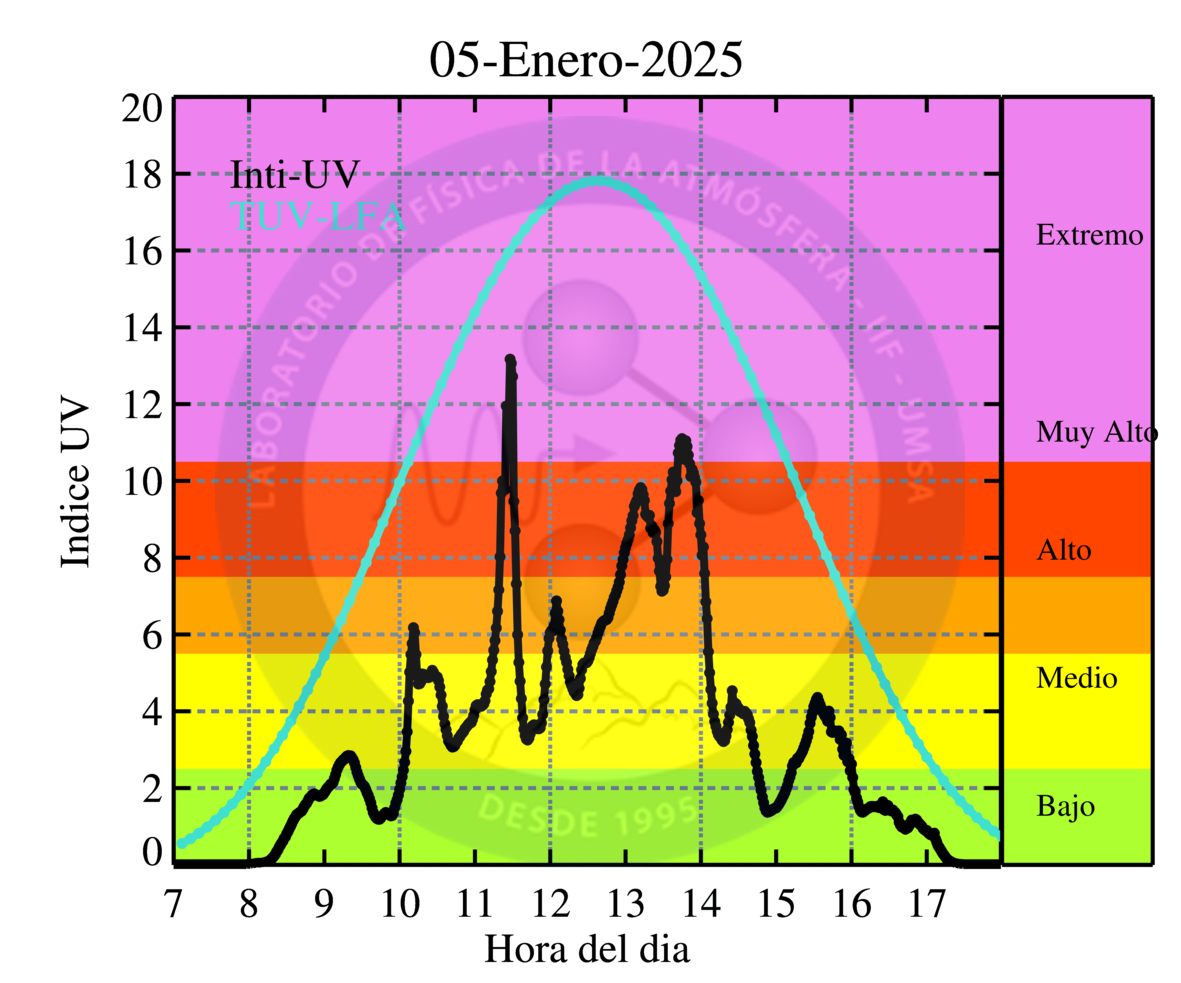 05-Enero-2025
20
18
16
14
12
10
8
6
4
2
0
Indice UV
Inti-UV
TUV-LFA
LABORATORIO DE FÍSICA DE LA ATMÓSFERA - IIF - UMSA
DESDE 1995
Extremo
Muy Alto
Alto
Medio
Bajo
7 8 9 10 11 12 13 14 15 16 17
Hora del dia